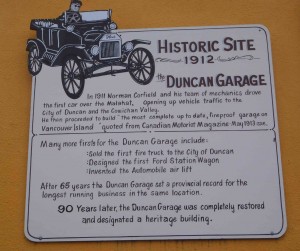 HISTORIC SITE
1912
the DUNCAN GARAGE
In 1911 Norman Corfield and his team of mechanics drove
the first car over the Malahat, opening up vehicle traffic to the
City of Duncan and the Cowichan Valley.
He then proceeded to build "the most complete up to date, fireproof garage on
Vancouver Island" quoted from Canadian Motorist Magazine May 1913
Many more firsts for the Duncan Garage include:
:Sold the first fire truck to the City of Duncan
:Designed the first Ford Station Wagon
:Invented the Automobile air lift
After 65 years the Duncan Garage set a provincial record for the
longest running business in the same location.
90 Years later, the Duncan Garage was completely restored
and designated a heritage building.